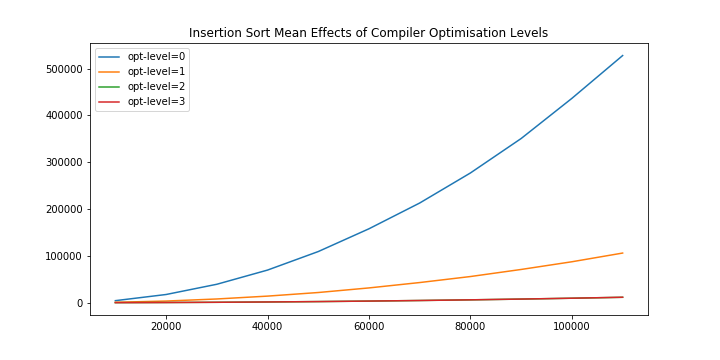 Insertion Sort Mean Effects of Compiler Optimisation Levels
opt-level=0
opt-level=1
opt-level=2
opt-level=3
500000
400000
300000
200000
100000
0
20000 40000 60000 80000 100000